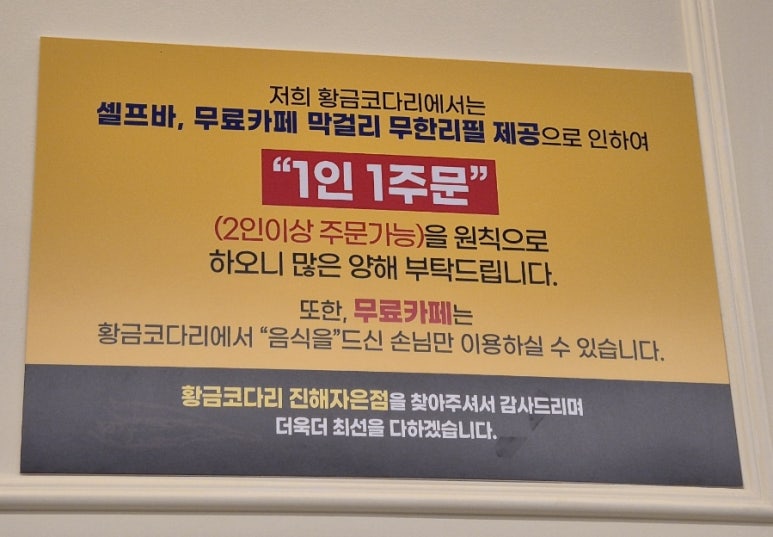 저희 황금코다리에서는
셀프바, 무료카페 막걸리 무한리필 제공으로 인하여
“1인 1주문”
(2인이상 주문가능)을 원칙으로
하오니 많은 양해 부탁드립니다.
또한, 무료카페는
황금코다리에서 “음식을”드신 손님만 이용하실 수 있습니다.
황금코다리 진해자은점을 찾아주셔서 감사드리며
더욱더 최선을 다하겠습니다.